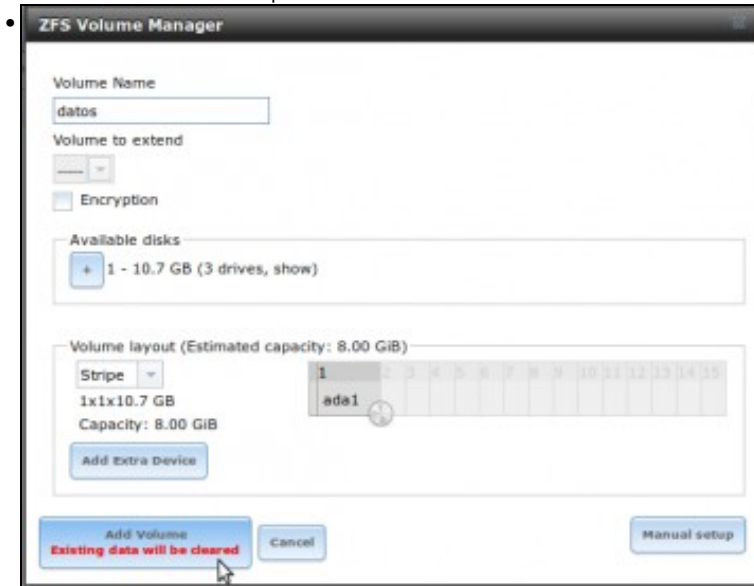 ZFS Volume Manager
Volume Name
datos
Volume to extend
-----
Encryption
Available disks
+ 1 - 10.7 GB (3 drives, show)
Volume layout (Estimated capacity: 8.00 GiB)
Stripe
1 2 3 4 5 6 7 8 9 10 11 12 13 14 15
1x1x10.7 GB
ada1
Capacity: 8.00 GiB
Add Extra Device
Add Volume
Existing data will be cleared
Cancel
Manual setup